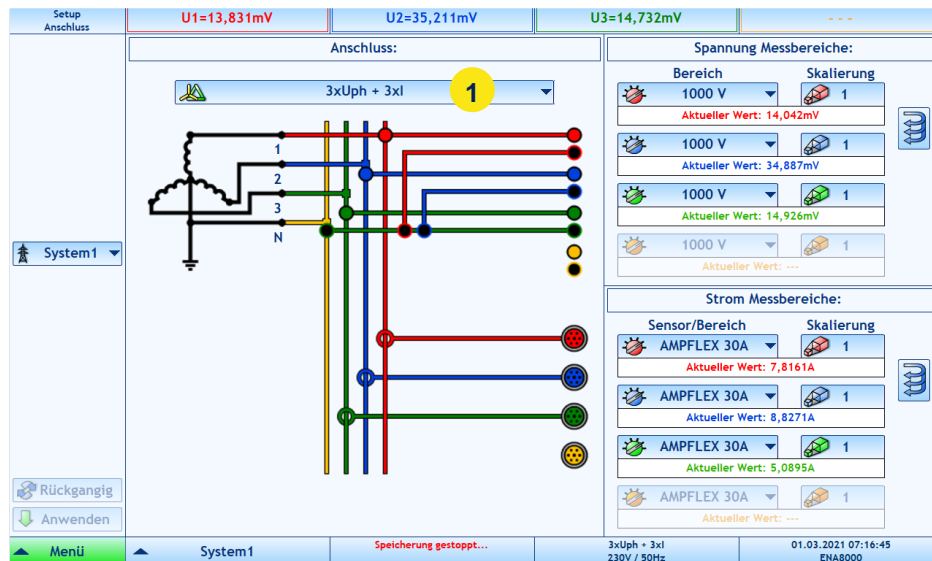 Setup
Anschluss
U1=13,831mV
U2=35,211mV
U3=14,732mV
---
Anschluss:
3xUph + 3xI
1
1
2
3
N
System1
Rückgangig
Anwenden
Spannung Messbereiche:
Bereich Skalierung
1000 V 1
Aktueller Wert: 14,042mV
1000 V 1
Aktueller Wert: 34,887mV
1000 V 1
Aktueller Wert: 14,926mV
1000 V 1
Aktueller Wert: ---
Strom Messbereiche:
Sensor/Bereich Skalierung
AMPFLEX 30A 1
Aktueller Wert: 7,8161A
AMPFLEX 30A 1
Aktueller Wert: 8,8271A
AMPFLEX 30A 1
Aktueller Wert: 5,0895A
AMPFLEX 30A 1
Aktueller Wert: ---
Menü
System1
Speicherung gestoppt...
3xUph + 3xI
230V / 50Hz
01.03.2021 07:16:45
ENA8000